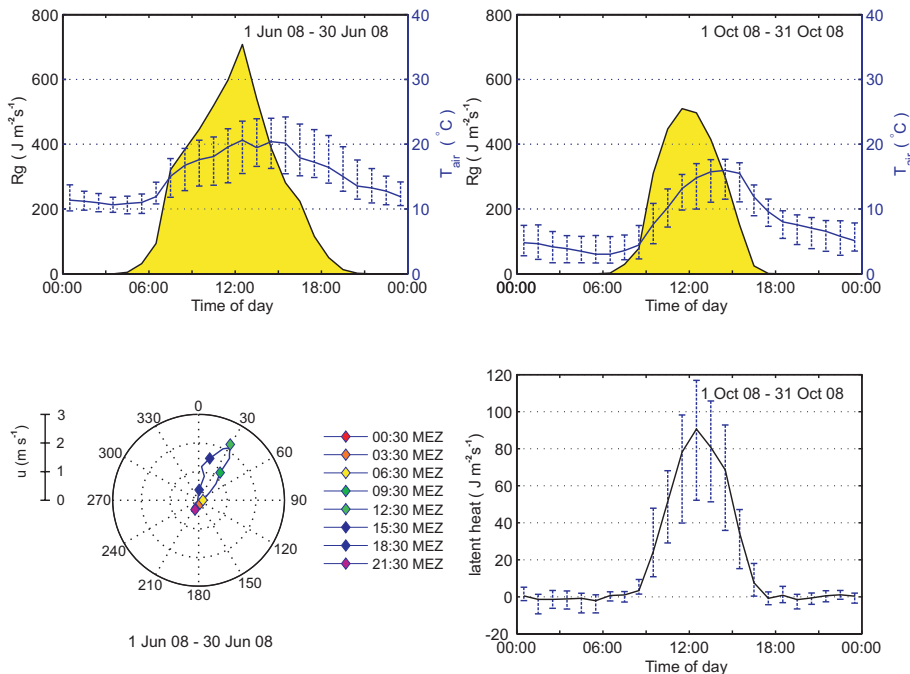 1 Jun 08 - 30 Jun 08
800
600
400
200
0
Rg ( J m-2s-1)
40
30
20
10
0
Tair ( °C)
00:00 06:00 12:00 18:00 00:00
Time of day
1 Oct 08 - 31 Oct 08
800
600
400
200
0
Rg ( J m-2s-1)
40
30
20
10
0
Tair ( °C)
00:00 06:00 12:00 18:00 00:00
Time of day
3
2
1
0
u (m s-1)
0
30
60
90
120
150
180
210
240
270
300
330
00:30 MEZ
03:30 MEZ
06:30 MEZ
09:30 MEZ
12:30 MEZ
15:30 MEZ
18:30 MEZ
21:30 MEZ
1 Jun 08 - 30 Jun 08
1 Oct 08 - 31 Oct 08
120
100
80
60
40
20
0
-20
latent heat ( J m-2s-1)
00:00 06:00 12:00 18:00 00:00
Time of day